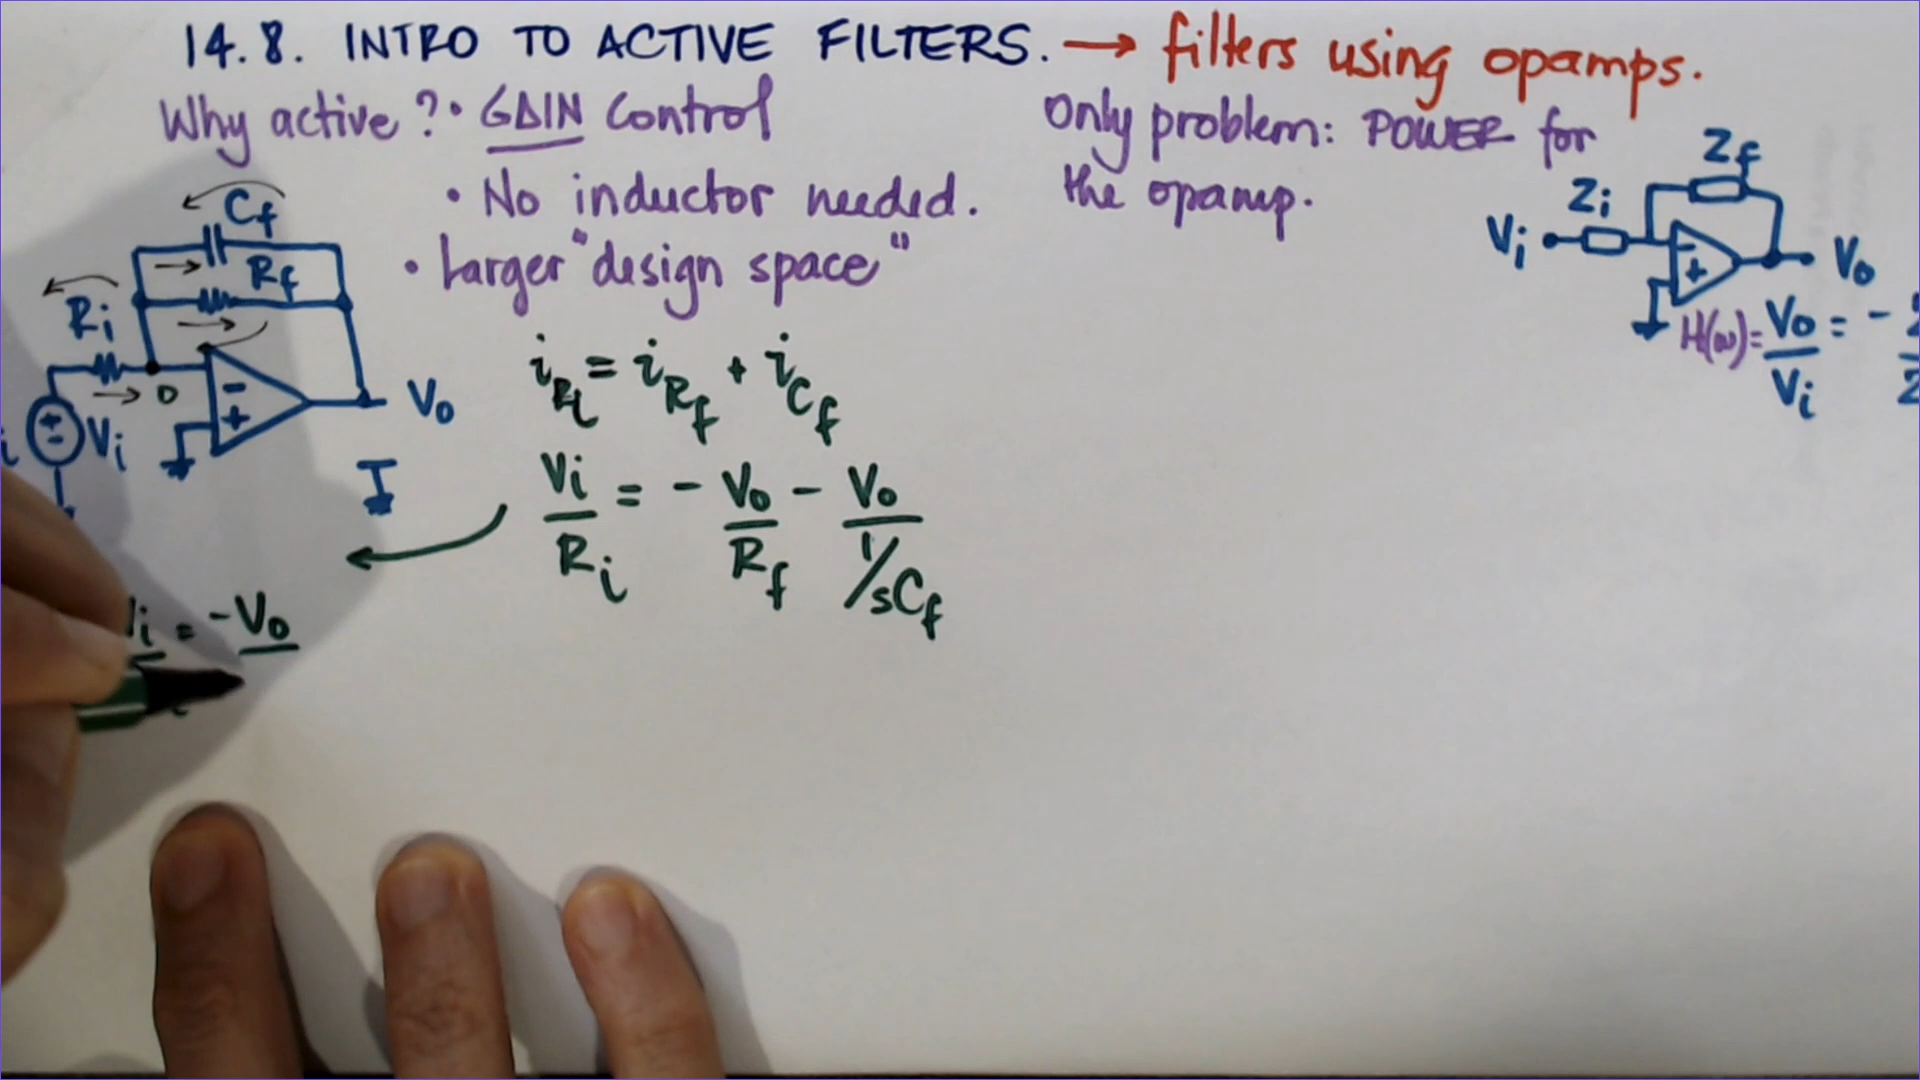 14.8. INTRO TO ACTIVE FILTERS. → filters using opamps.
Why active? • GAIN control
• No inductor needed.
• Larger "design space"
Only problem: POWER for
the opamp.
Cf
Rf
Ri
0
Vi
Vo
I
iRi = iRf + iCf
Vi/Ri = - Vo/Rf - Vo/(1/sCf)
Vi = -Vo
Zf
Zi
Vi
Vo
H(ω) = Vo/Vi = -